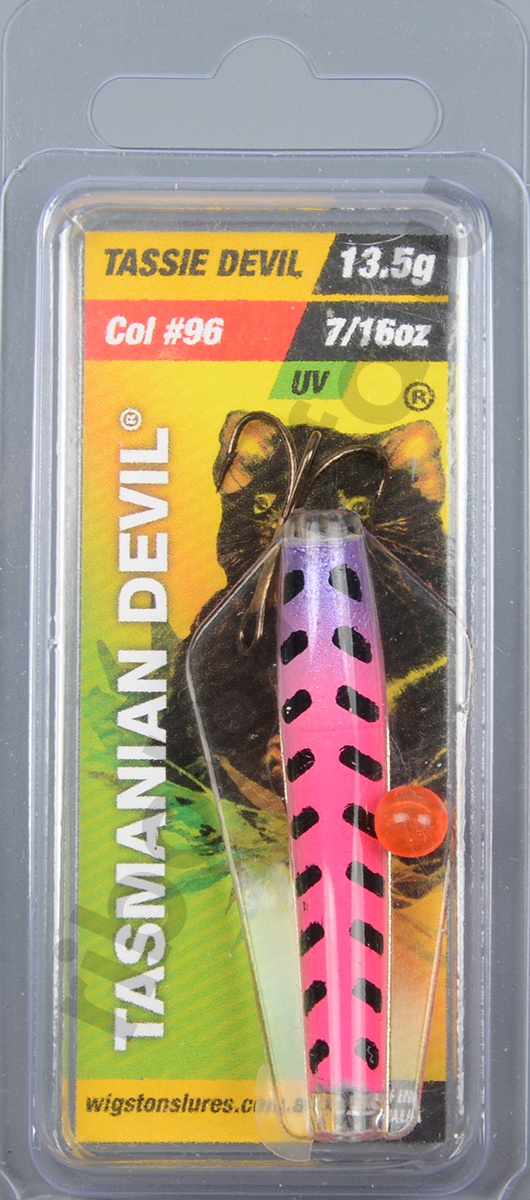 TASSIE DEVIL 13.5g
Col #96 7/16oz
UV
®
TASMANIAN DEVIL®
wigstonslures.com.a